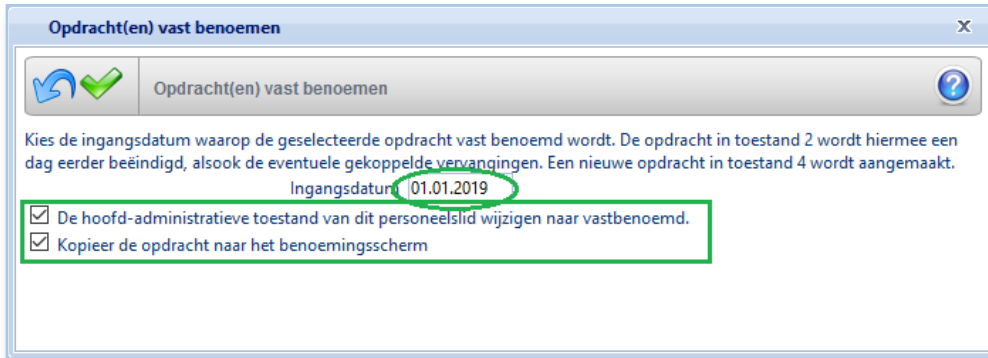 Opdracht(en) vast benoemen
x
Opdracht(en) vast benoemen
?
Kies de ingangsdatum waarop de geselecteerde opdracht vast benoemd wordt. De opdracht in toestand 2 wordt hiermee een
dag eerder beëindigd, alsook de eventuele gekoppelde vervangingen. Een nieuwe opdracht in toestand 4 wordt aangemaakt.
Ingangsdatum 01.01.2019
De hoofd-administratieve toestand van dit personeelslid wijzigen naar vastbenoemd.
Kopieer de opdracht naar het benoemingsscherm